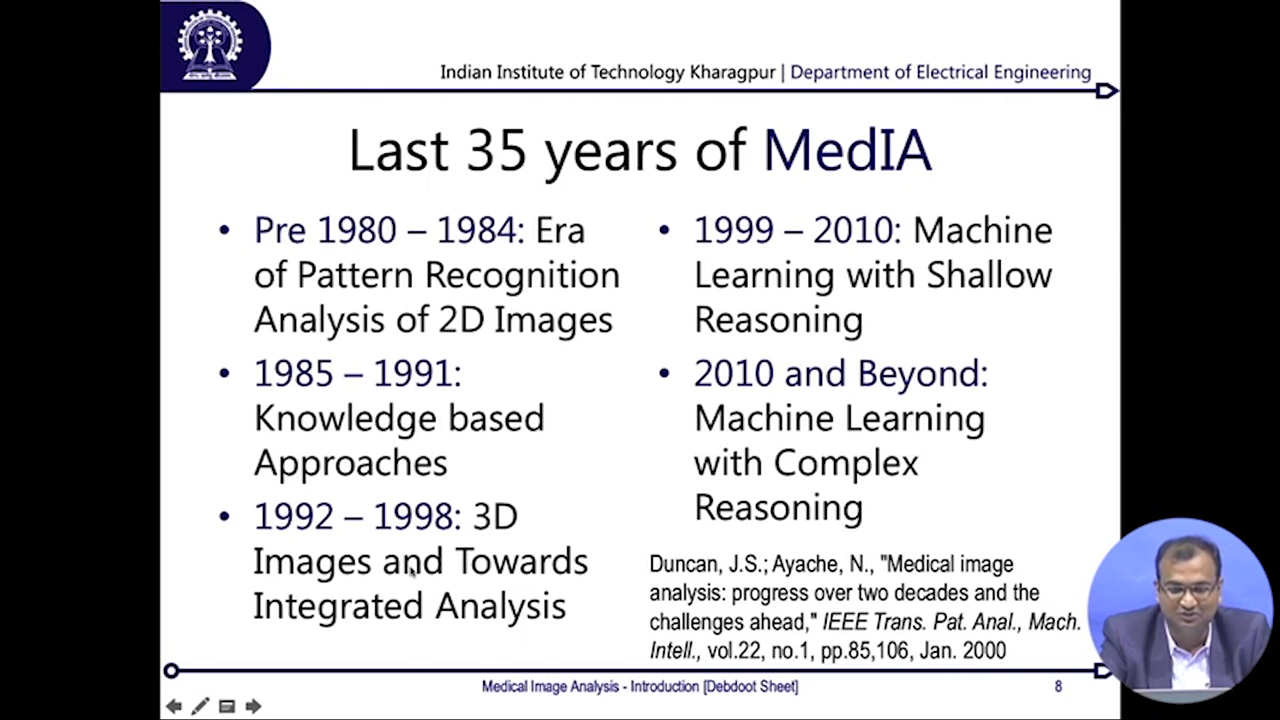 Indian Institute of Technology Kharagpur | Department of Electrical Engineering
Last 35 years of MedIA
• Pre 1980 – 1984: Era
of Pattern Recognition
Analysis of 2D Images
• 1985 – 1991:
Knowledge based
Approaches
• 1992 – 1998: 3D
Images and Towards
Integrated Analysis
• 1999 – 2010: Machine
Learning with Shallow
Reasoning
• 2010 and Beyond:
Machine Learning
with Complex
Reasoning
Duncan, J.S.; Ayache, N., "Medical image
analysis: progress over two decades and the
challenges ahead," IEEE Trans. Pat. Anal., Mach.
Intell., vol.22, no.1, pp.85,106, Jan. 2000
Medical Image Analysis - Introduction [Debdoot Sheet]
8